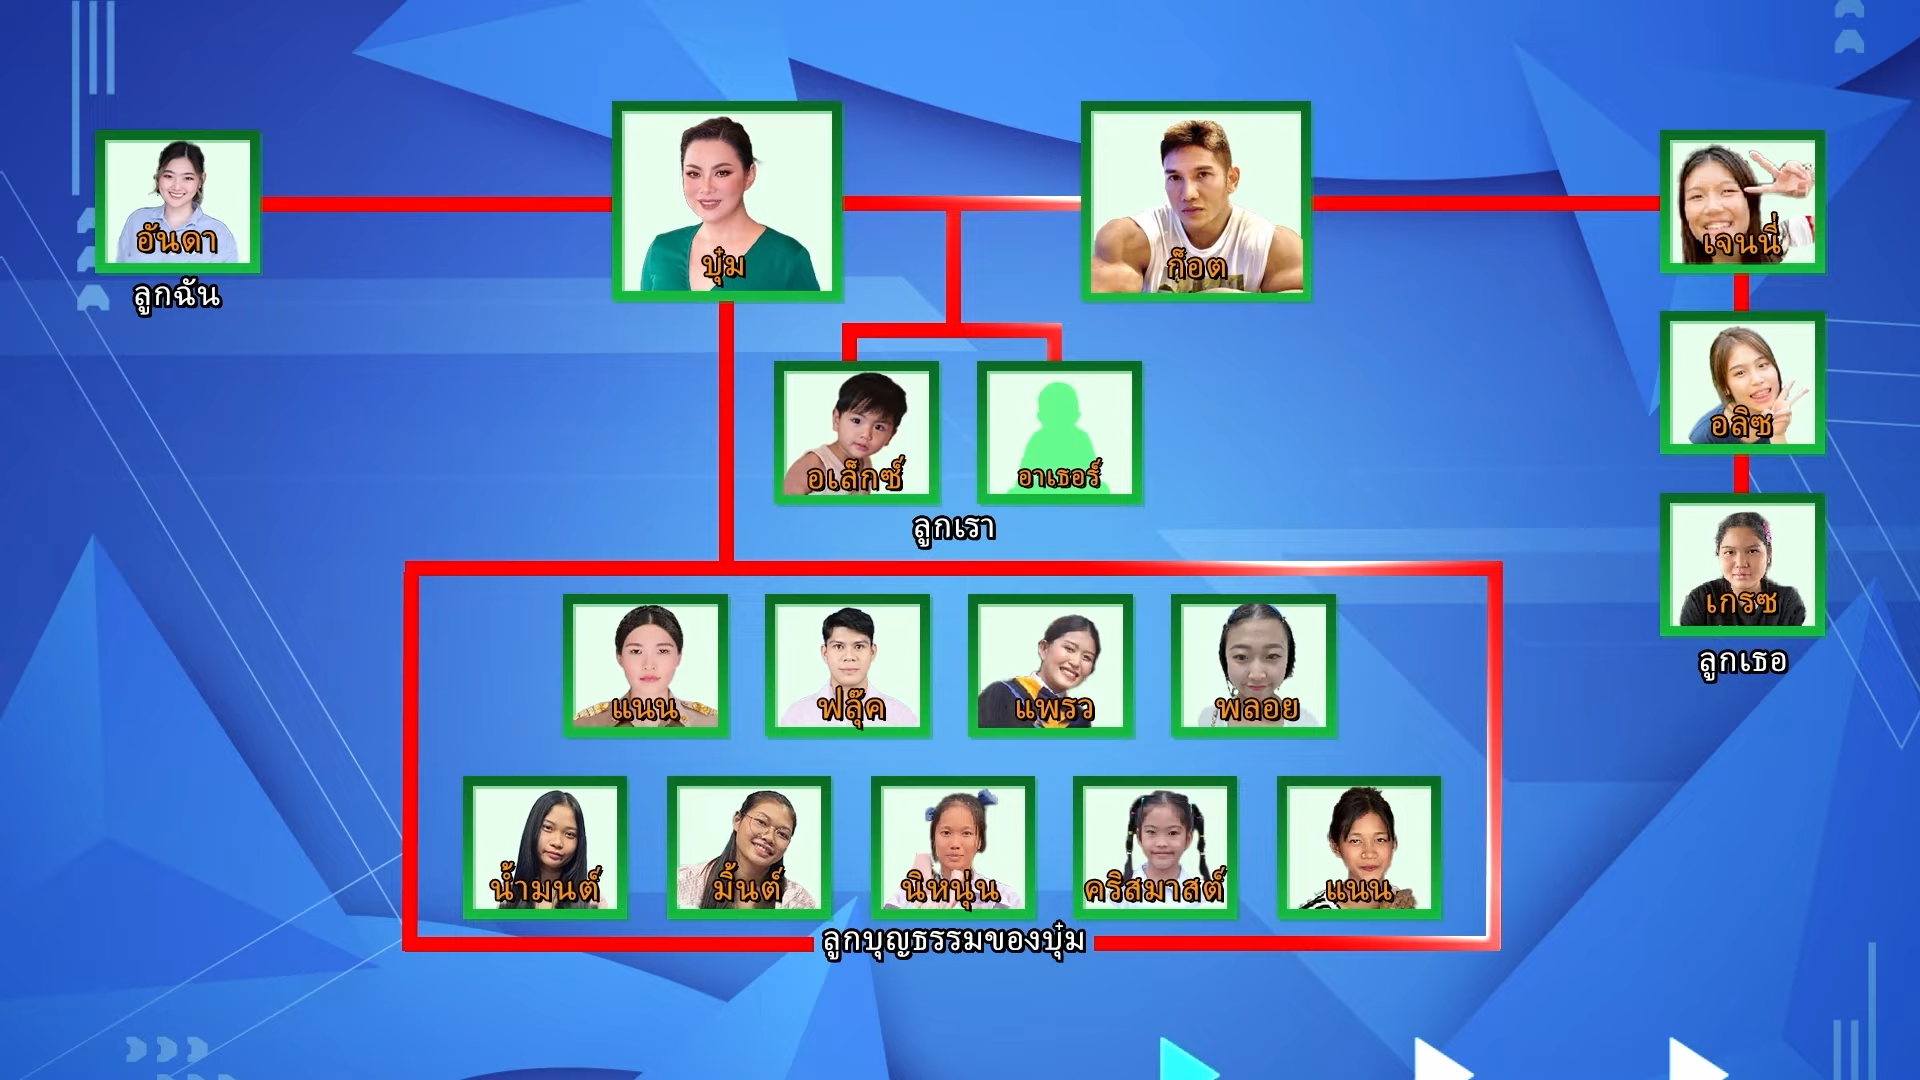 อันดา
ลูกฉัน
บุ๋ม
ก็อต
เจนนี่
อลิซ
เกรซ
ลูกเธอ
อเล็กซ์
อาเธอร์
ลูกเรา
แนน
ฟลุ๊ค
แพรว
พลอย
น้ำมนต์
มิ้นต์
นิหนุ่น
คริสมาสต์
แนน
ลูกบุญธรรมของบุ๋ม